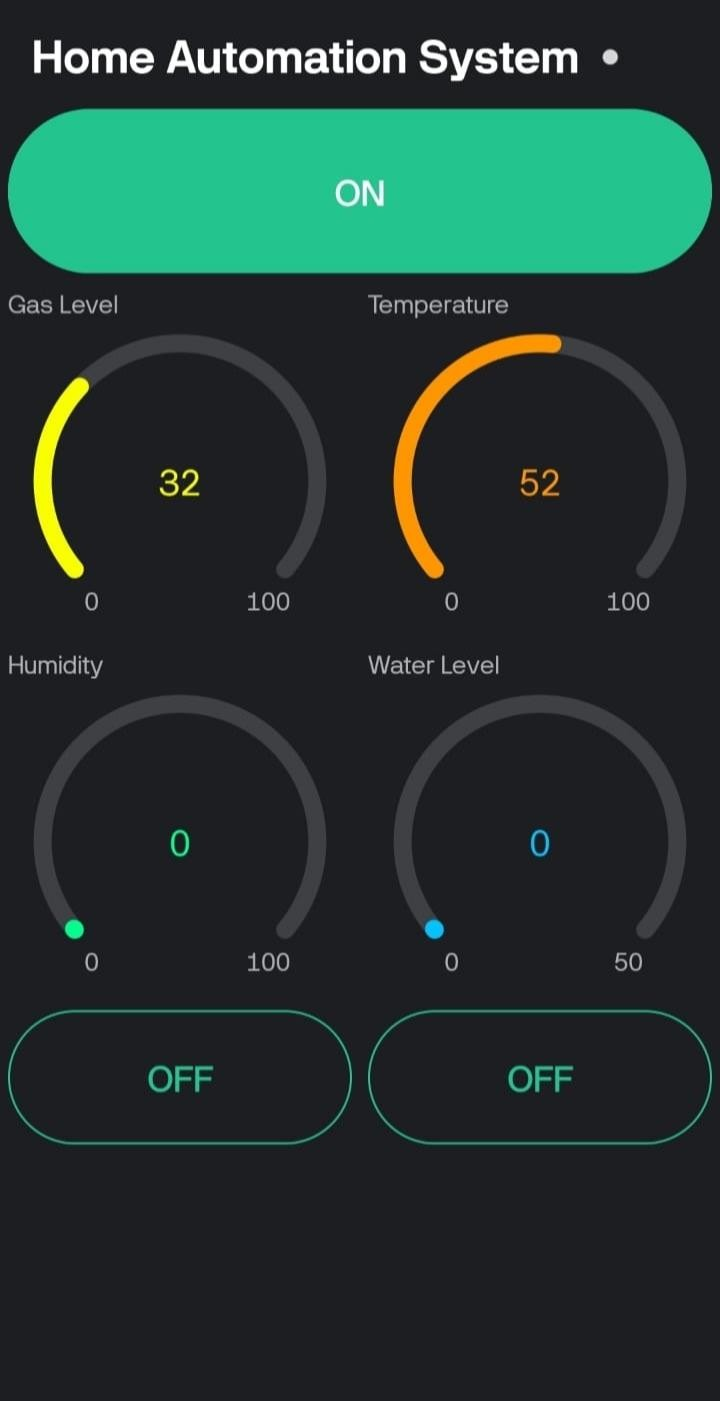 Home Automation System
ON
Gas Level
Temperature
32
52
0 100
0 100
Humidity
Water Level
0
0
0 100
0 50
OFF
OFF